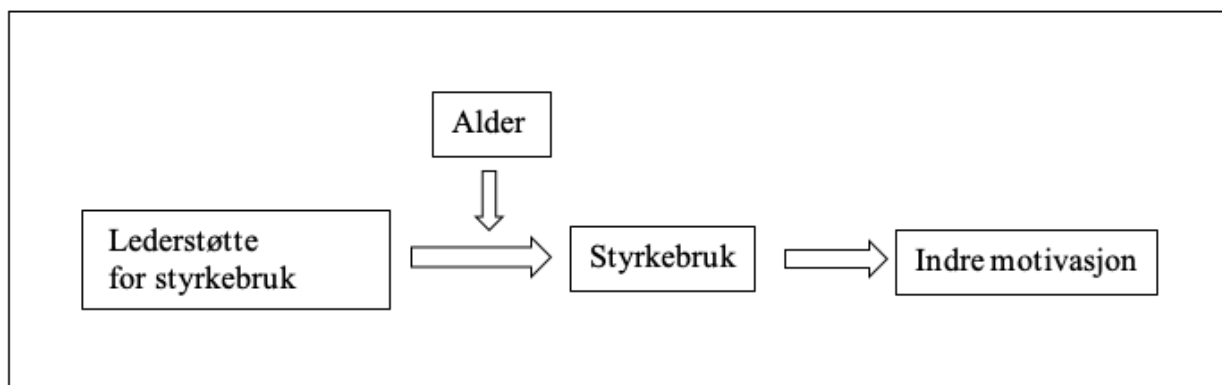 Alder
Lederstøtte
for styrkebruk
Styrkebruk
Indre motivasjon